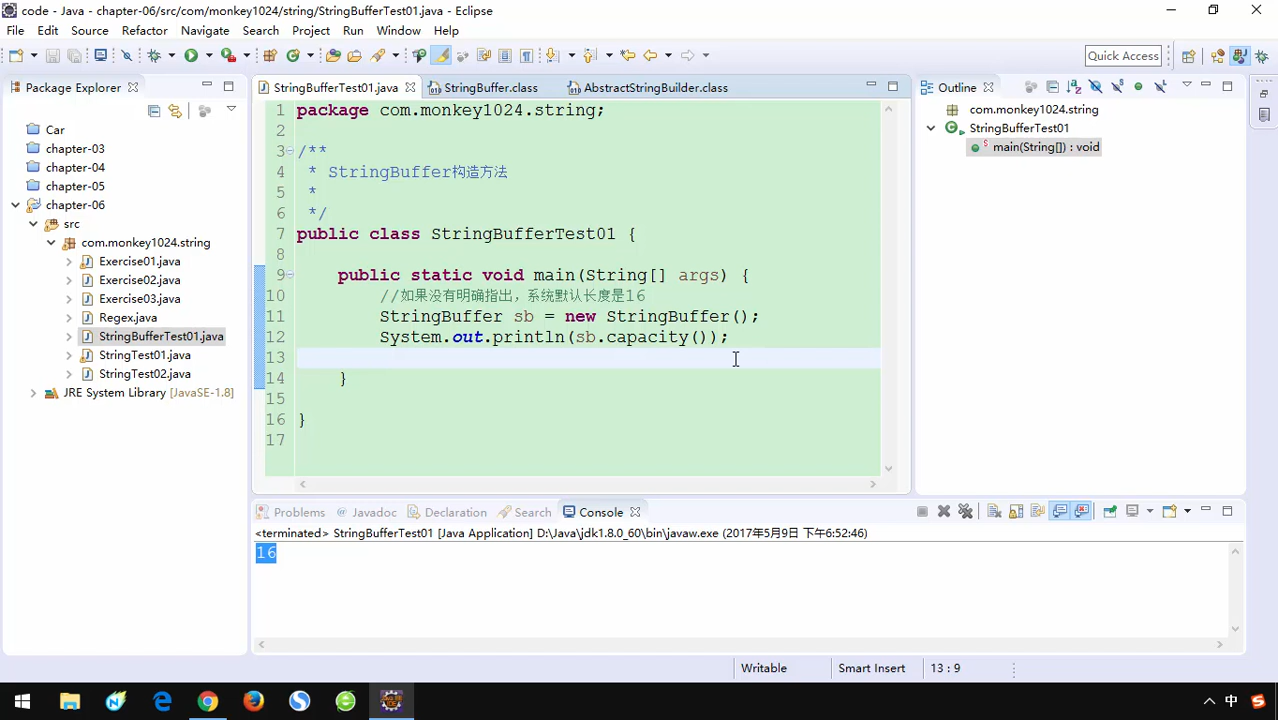 code - Java - chapter-06/src/com/monkey1024/string/StringBufferTest01.java - Eclipse
File Edit Source Refactor Navigate Search Project Run Window Help
Quick Access
Package Explorer
Car
chapter-03
chapter-04
chapter-05
chapter-06
src
com.monkey1024.string
Exercise01.java
Exercise02.java
Exercise03.java
Regex.java
StringBufferTest01.java
StringTest01.java
StringTest02.java
JRE System Library [JavaSE-1.8]
StringBufferTest01.java StringBuffer.class AbstractStringBuilder.class
1 package com.monkey1024.string;
2
3 /**
4 * StringBuffer构造方法
5 *
6 */
7 public class StringBufferTest01 {
8
9 public static void main(String[] args) {
10 //如果没有明确指出，系统默认长度是16
11 StringBuffer sb = new StringBuffer();
12 System.out.println(sb.capacity());
13
14 }
15
16 }
17
Outline
com.monkey1024.string
StringBufferTest01
main(String[]) : void
Problems @ Javadoc Declaration Search Console
<terminated> StringBufferTest01 [Java Application] D:\Java\jdk1.8.0_60\bin\javaw.exe (2017年5月9日 下午6:52:46)
16
Writable Smart Insert 13 : 9
中